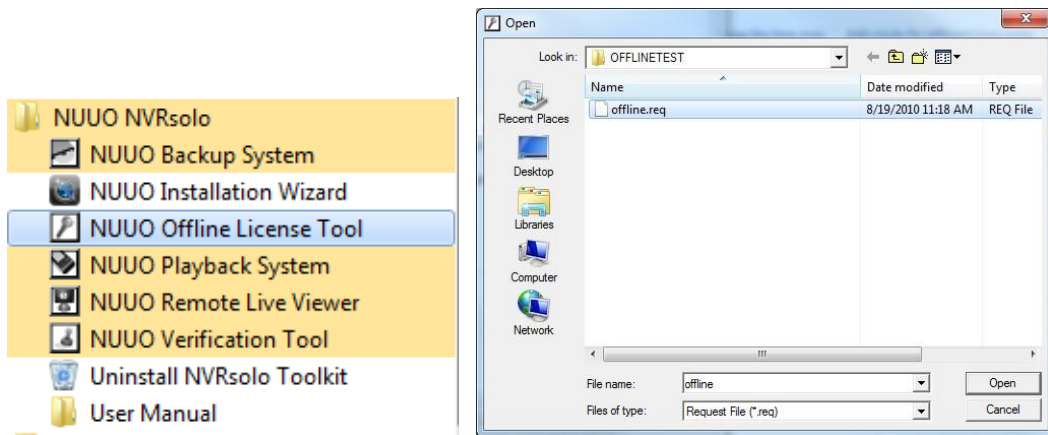 NUUO NVRsolo
NUUO Backup System
NUUO Installation Wizard
NUUO Offline License Tool
NUUO Playback System
NUUO Remote Live Viewer
NUUO Verification Tool
Uninstall NVRsolo Toolkit
User Manual
Open
Look in: OFFLINETEST
Name Date modified Type
offline.req 8/19/2010 11:18 AM REQ File
Recent Places
Desktop
Libraries
Computer
Network
File name: offline Open
Files of type: Request File (*.req) Cancel